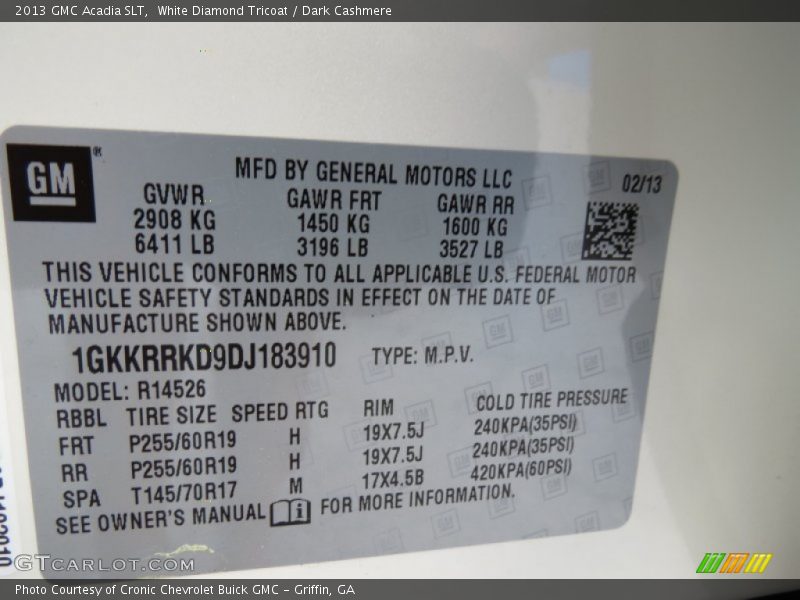 2013 GMC Acadia SLT, White Diamond Tricoat / Dark Cashmere
GM®
MFD BY GENERAL MOTORS LLC 02/13
GVWR GAWR FRT GAWR RR
2908 KG 1450 KG 1600 KG
6411 LB 3196 LB 3527 LB
THIS VEHICLE CONFORMS TO ALL APPLICABLE U.S. FEDERAL MOTOR
VEHICLE SAFETY STANDARDS IN EFFECT ON THE DATE OF
MANUFACTURE SHOWN ABOVE.
1GKKRRKD9DJ183910 TYPE: M.P.V.
MODEL: R14526
RBBL TIRE SIZE SPEED RTG RIM COLD TIRE PRESSURE
FRT P255/60R19 H 19X7.5J 240KPA(35PSI)
RR P255/60R19 H 19X7.5J 240KPA(35PSI)
SPA T145/70R17 M 17X4.5B 420KPA(60PSI)
SEE OWNER'S MANUAL FOR MORE INFORMATION.
GTCARLOT.COM
Photo Courtesy of Cronic Chevrolet Buick GMC - Griffin, GA